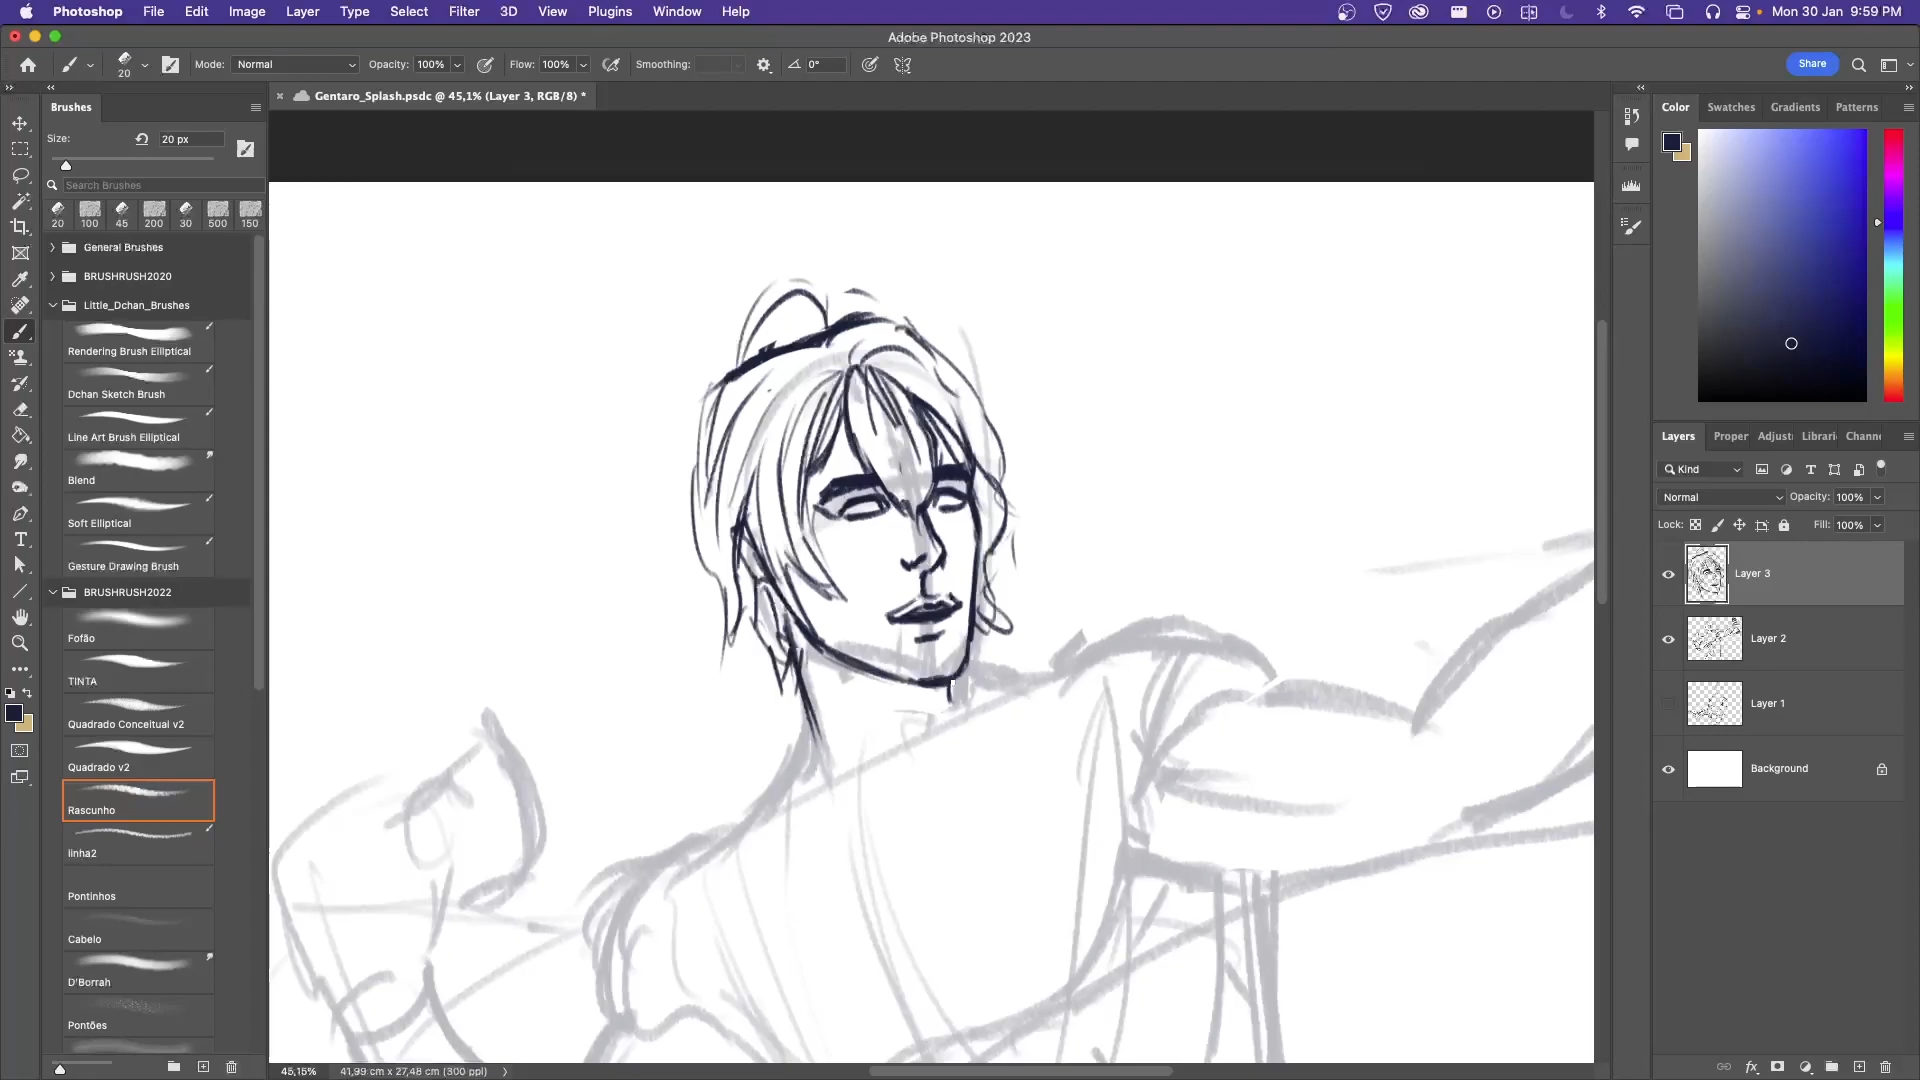 Photoshop File Edit Image Layer Type Select Filter 3D View Plugins Window Help Mon 30 Jan 9:59 PM
Adobe Photoshop 2023
20 Mode: Normal Opacity: 100% Flow: 100% Smoothing: 0° Share
Brushes
Gentaro_Splash.psdc @ 45,1% (Layer 3, RGB/8) *
Color Swatches Gradients Patterns
Size: 20 px
Search Brushes
20 100 45 200 30 500 150
General Brushes
BRUSHRUSH2020
Little_Dchan_Brushes
Rendering Brush Elliptical
Dchan Sketch Brush
Line Art Brush Elliptical
Blend
Soft Elliptical
Gesture Drawing Brush
BRUSHRUSH2022
Fofão
TINTA
Quadrado Conceitual v2
Quadrado v2
Rascunho
linha2
Pontinhos
Cabelo
D'Borrah
Pontões
Layers Proper Adjust Librari Chann
Kind
Normal Opacity: 100%
Lock: Fill: 100%
Layer 3
Layer 2
Layer 1
Background
45,15% 41,99 cm x 27,48 cm (300 ppi)